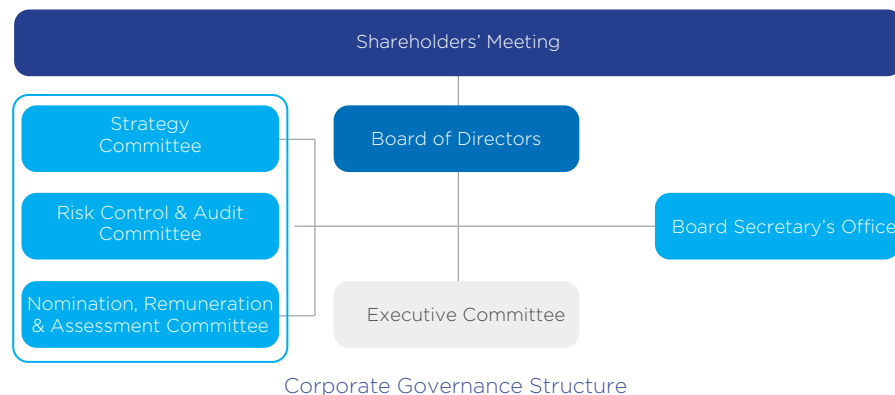 Shareholders’ Meeting
Strategy
Committee
Board of Directors
Risk Control & Audit
Committee
Board Secretary’s Office
Nomination, Remuneration
& Assessment Committee
Executive Committee
Corporate Governance Structure